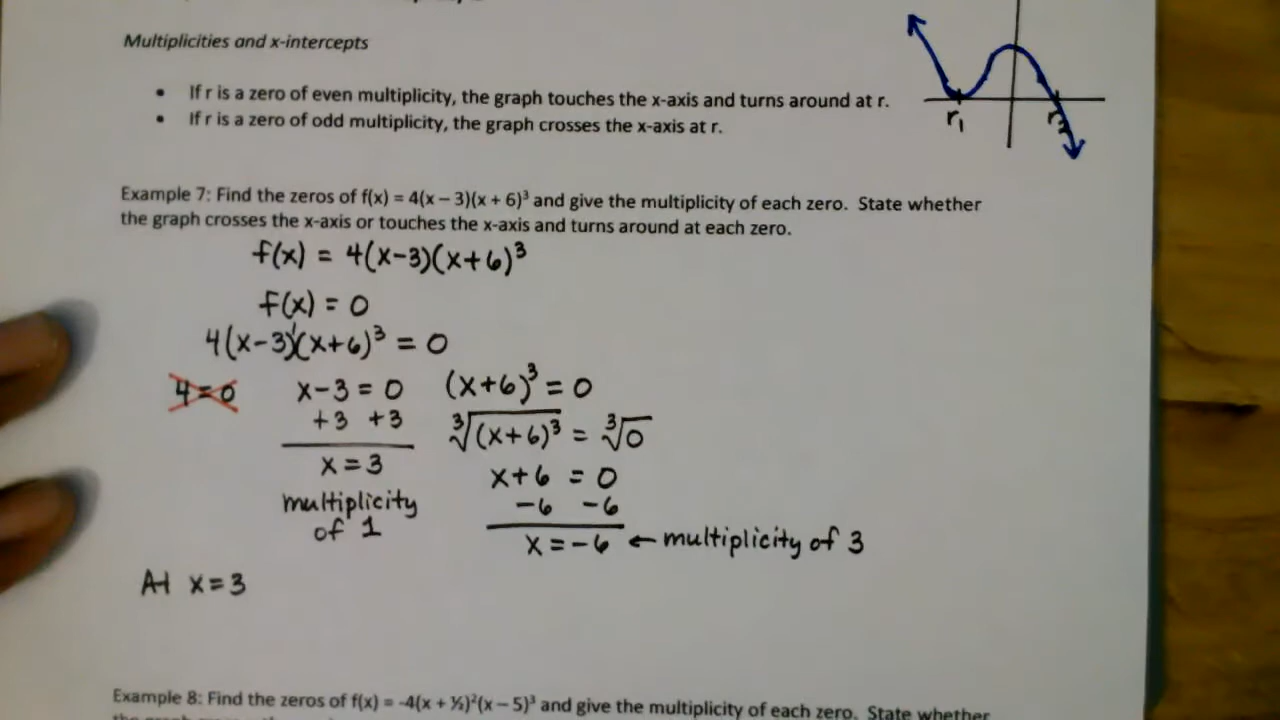 Multiplicities and x-intercepts
• If r is a zero of even multiplicity, the graph touches the x-axis and turns around at r.
• If r is a zero of odd multiplicity, the graph crosses the x-axis at r.
r₁ r₂
Example 7: Find the zeros of f(x) = 4(x – 3)(x + 6)³ and give the multiplicity of each zero. State whether
the graph crosses the x-axis or touches the x-axis and turns around at each zero.
f(x) = 4(x-3)(x+6)³
f(x) = 0
4(x-3)¹(x+6)³ = 0
4=0 x-3=0 (x+6)³=0
+3 +3 ∛(x+6)³ = ∛0
x=3 x+6 = 0
multiplicity -6 -6
of 1 x=-6 ← multiplicity of 3
At x=3
Example 8: Find the zeros of f(x) = -4(x + ½)²(x – 5)³ and give the multiplicity of each zero. State whether